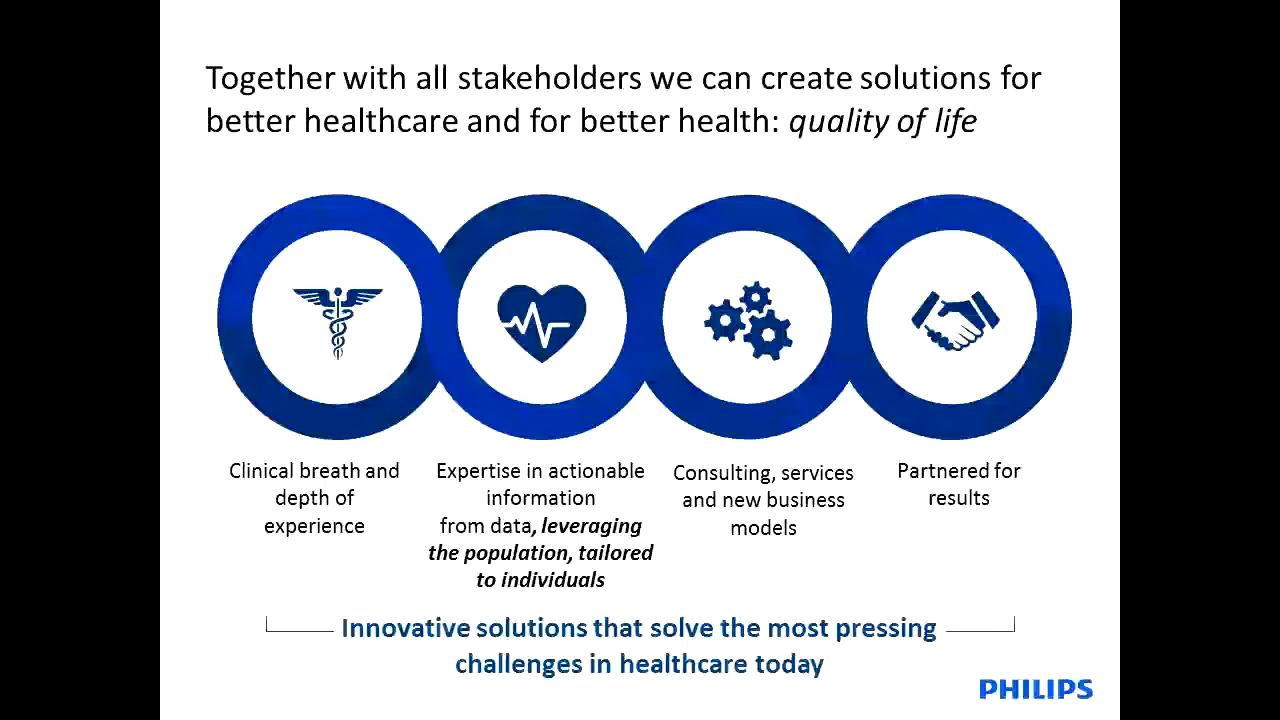 Together with all stakeholders we can create solutions for
better healthcare and for better health: quality of life
Clinical breath and
depth of
experience
Expertise in actionable
information
from data, leveraging
the population, tailored
to individuals
Consulting, services
and new business
models
Partnered for
results
Innovative solutions that solve the most pressing
challenges in healthcare today
PHILIPS